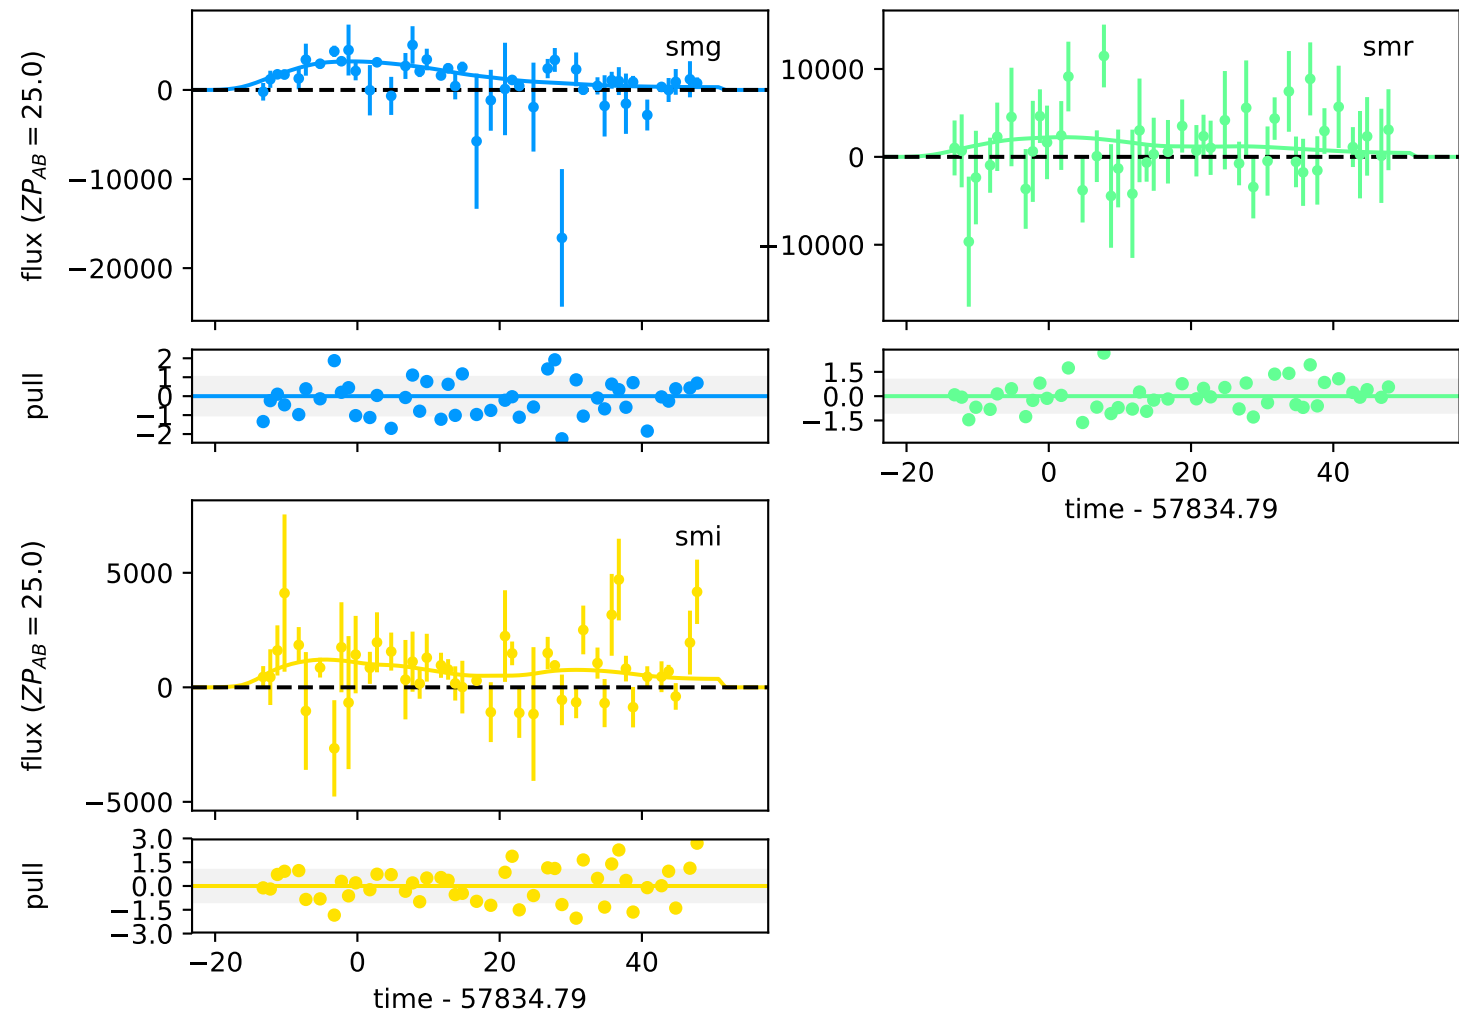 flux (ZP_AB = 25.0)
0
−10000
−20000
smg
10000
0
−10000
smr
pull
2
1
0
−1
−2
1.5
0.0
−1.5
−20 0 20 40
time - 57834.79
flux (ZP_AB = 25.0)
5000
0
−5000
smi
pull
3.0
1.5
0.0
−1.5
−3.0
−20 0 20 40
time - 57834.79